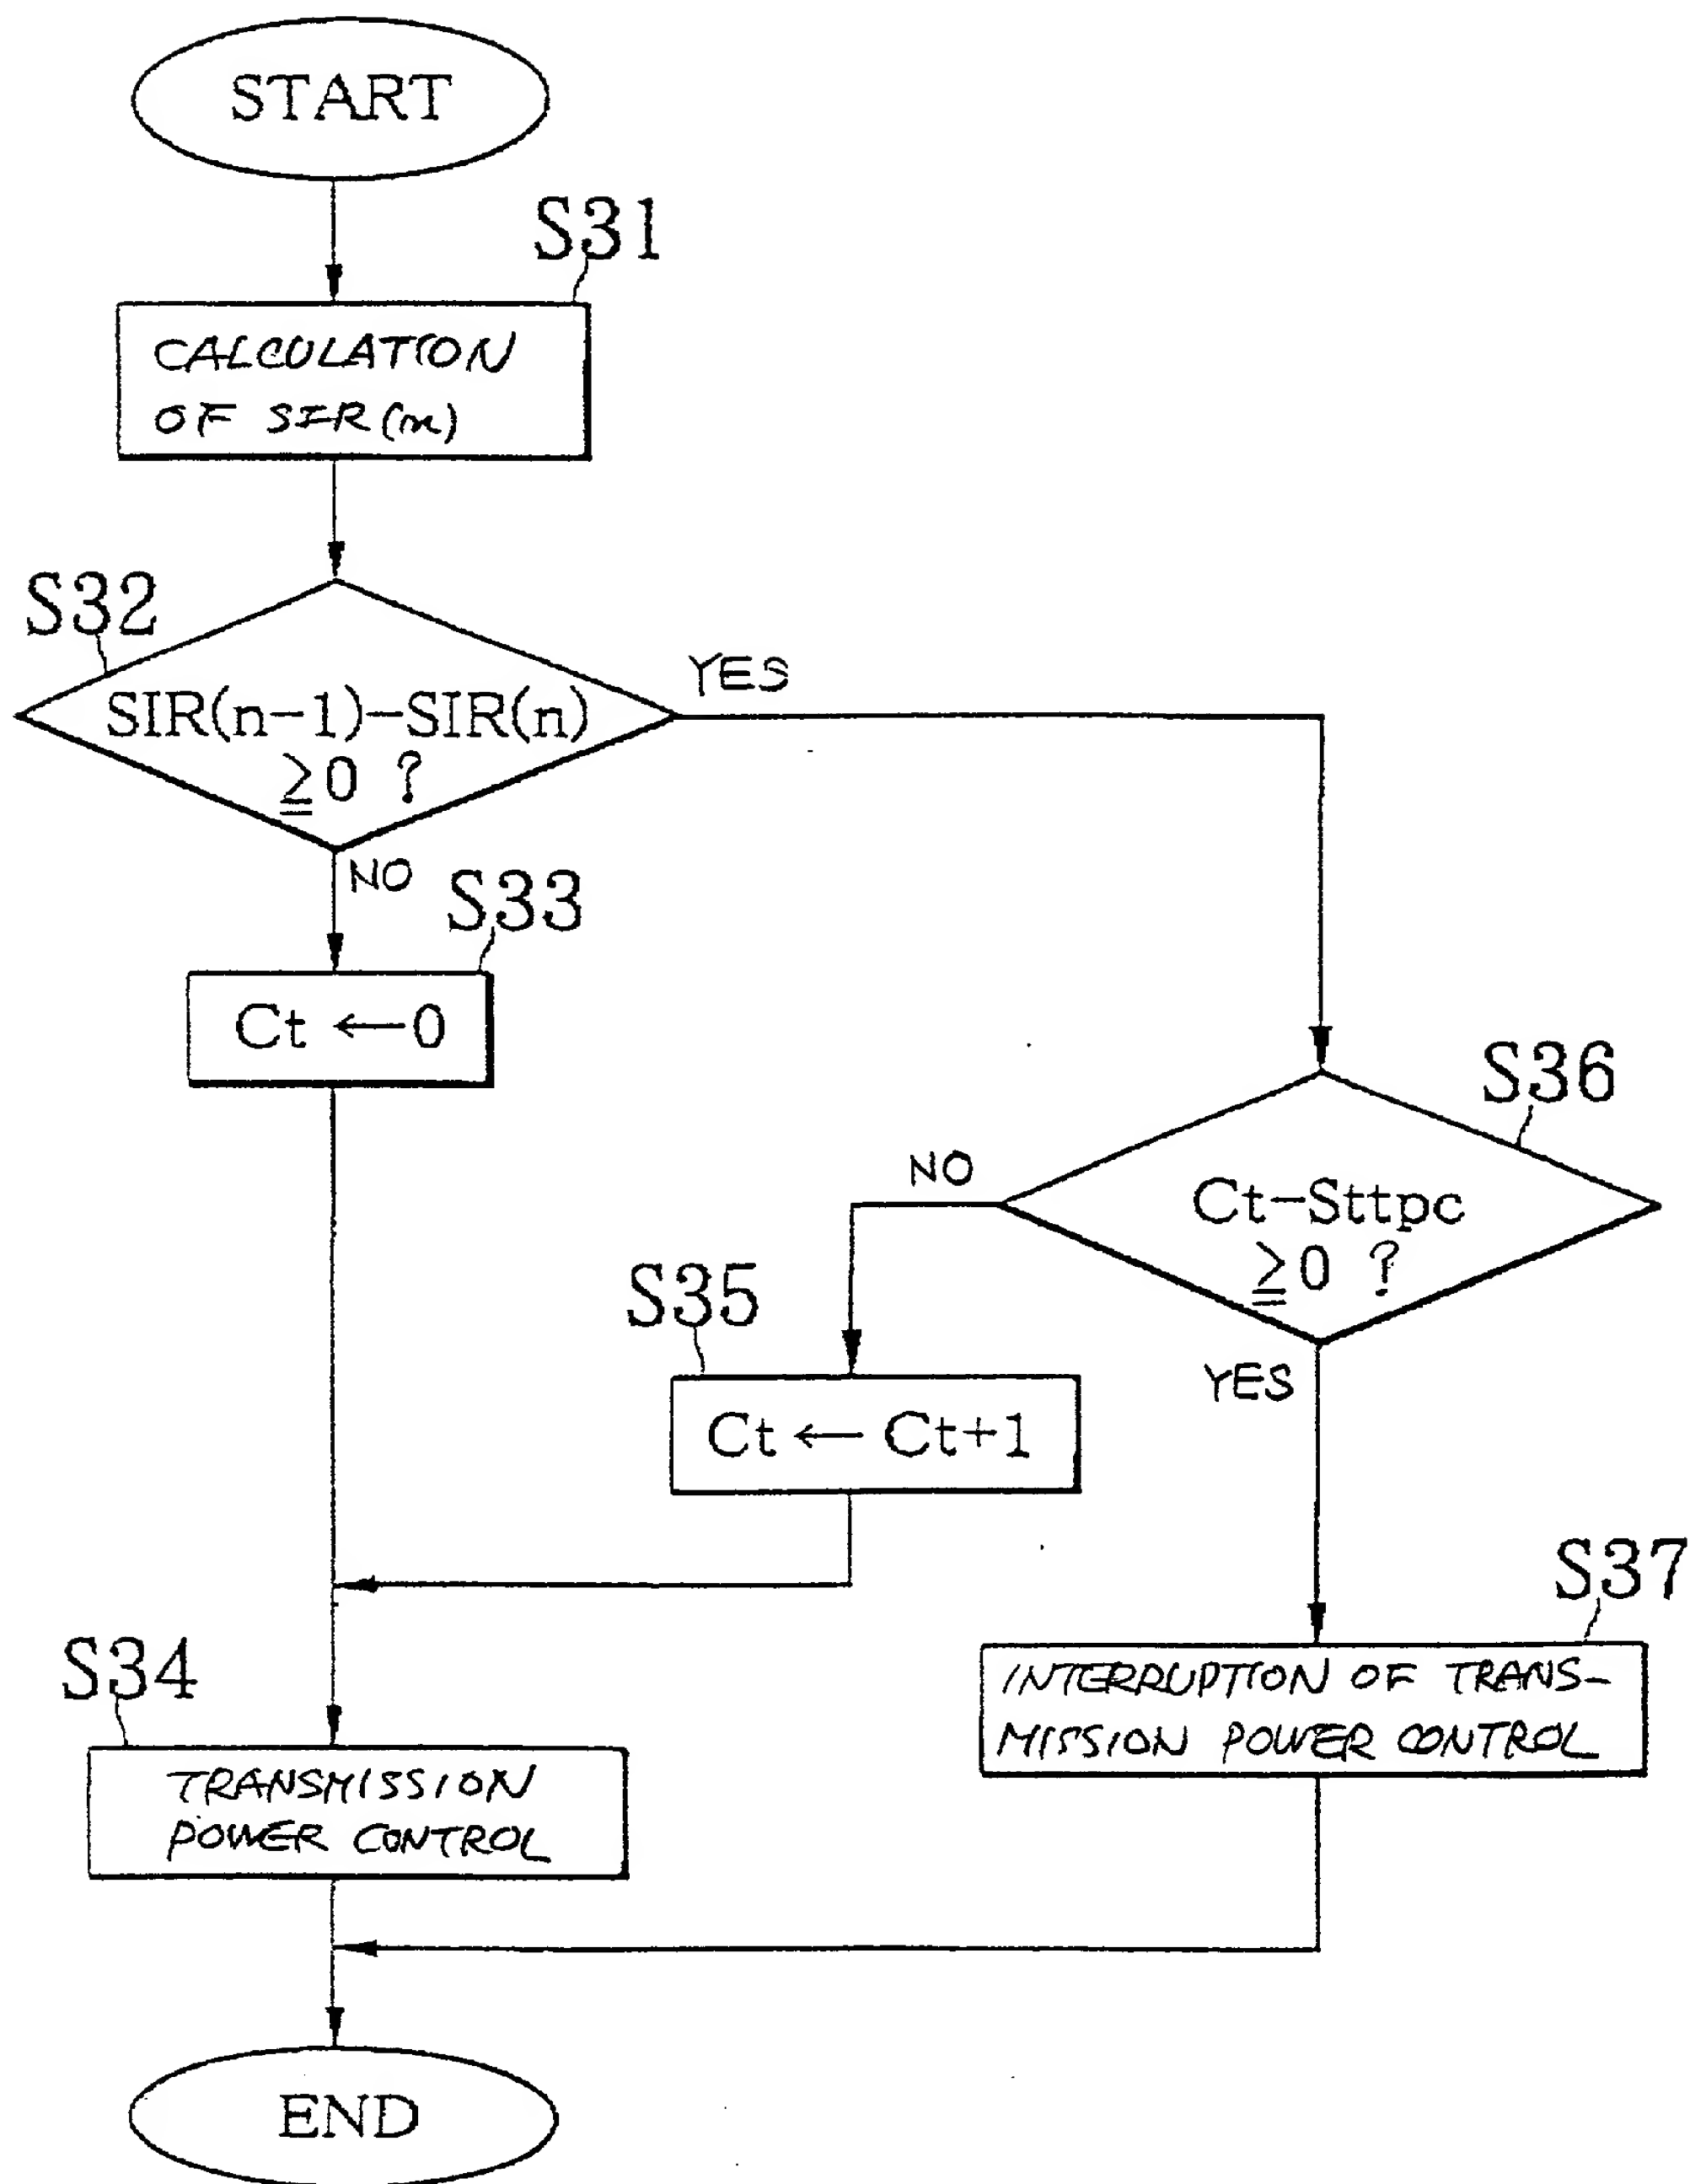 START
S31
CALCULATION
OF SIR(n)
S32
SIR(n-1)-SIR(n)
≧0 ?
YES
NO
S33
Ct ←0
S36
Ct-Sttpc
≧0 ?
NO
YES
S35
Ct ← Ct+1
S37
INTERRUPTION OF TRANS-
MISSION POWER CONTROL
S34
TRANSMISSION
POWER CONTROL
END